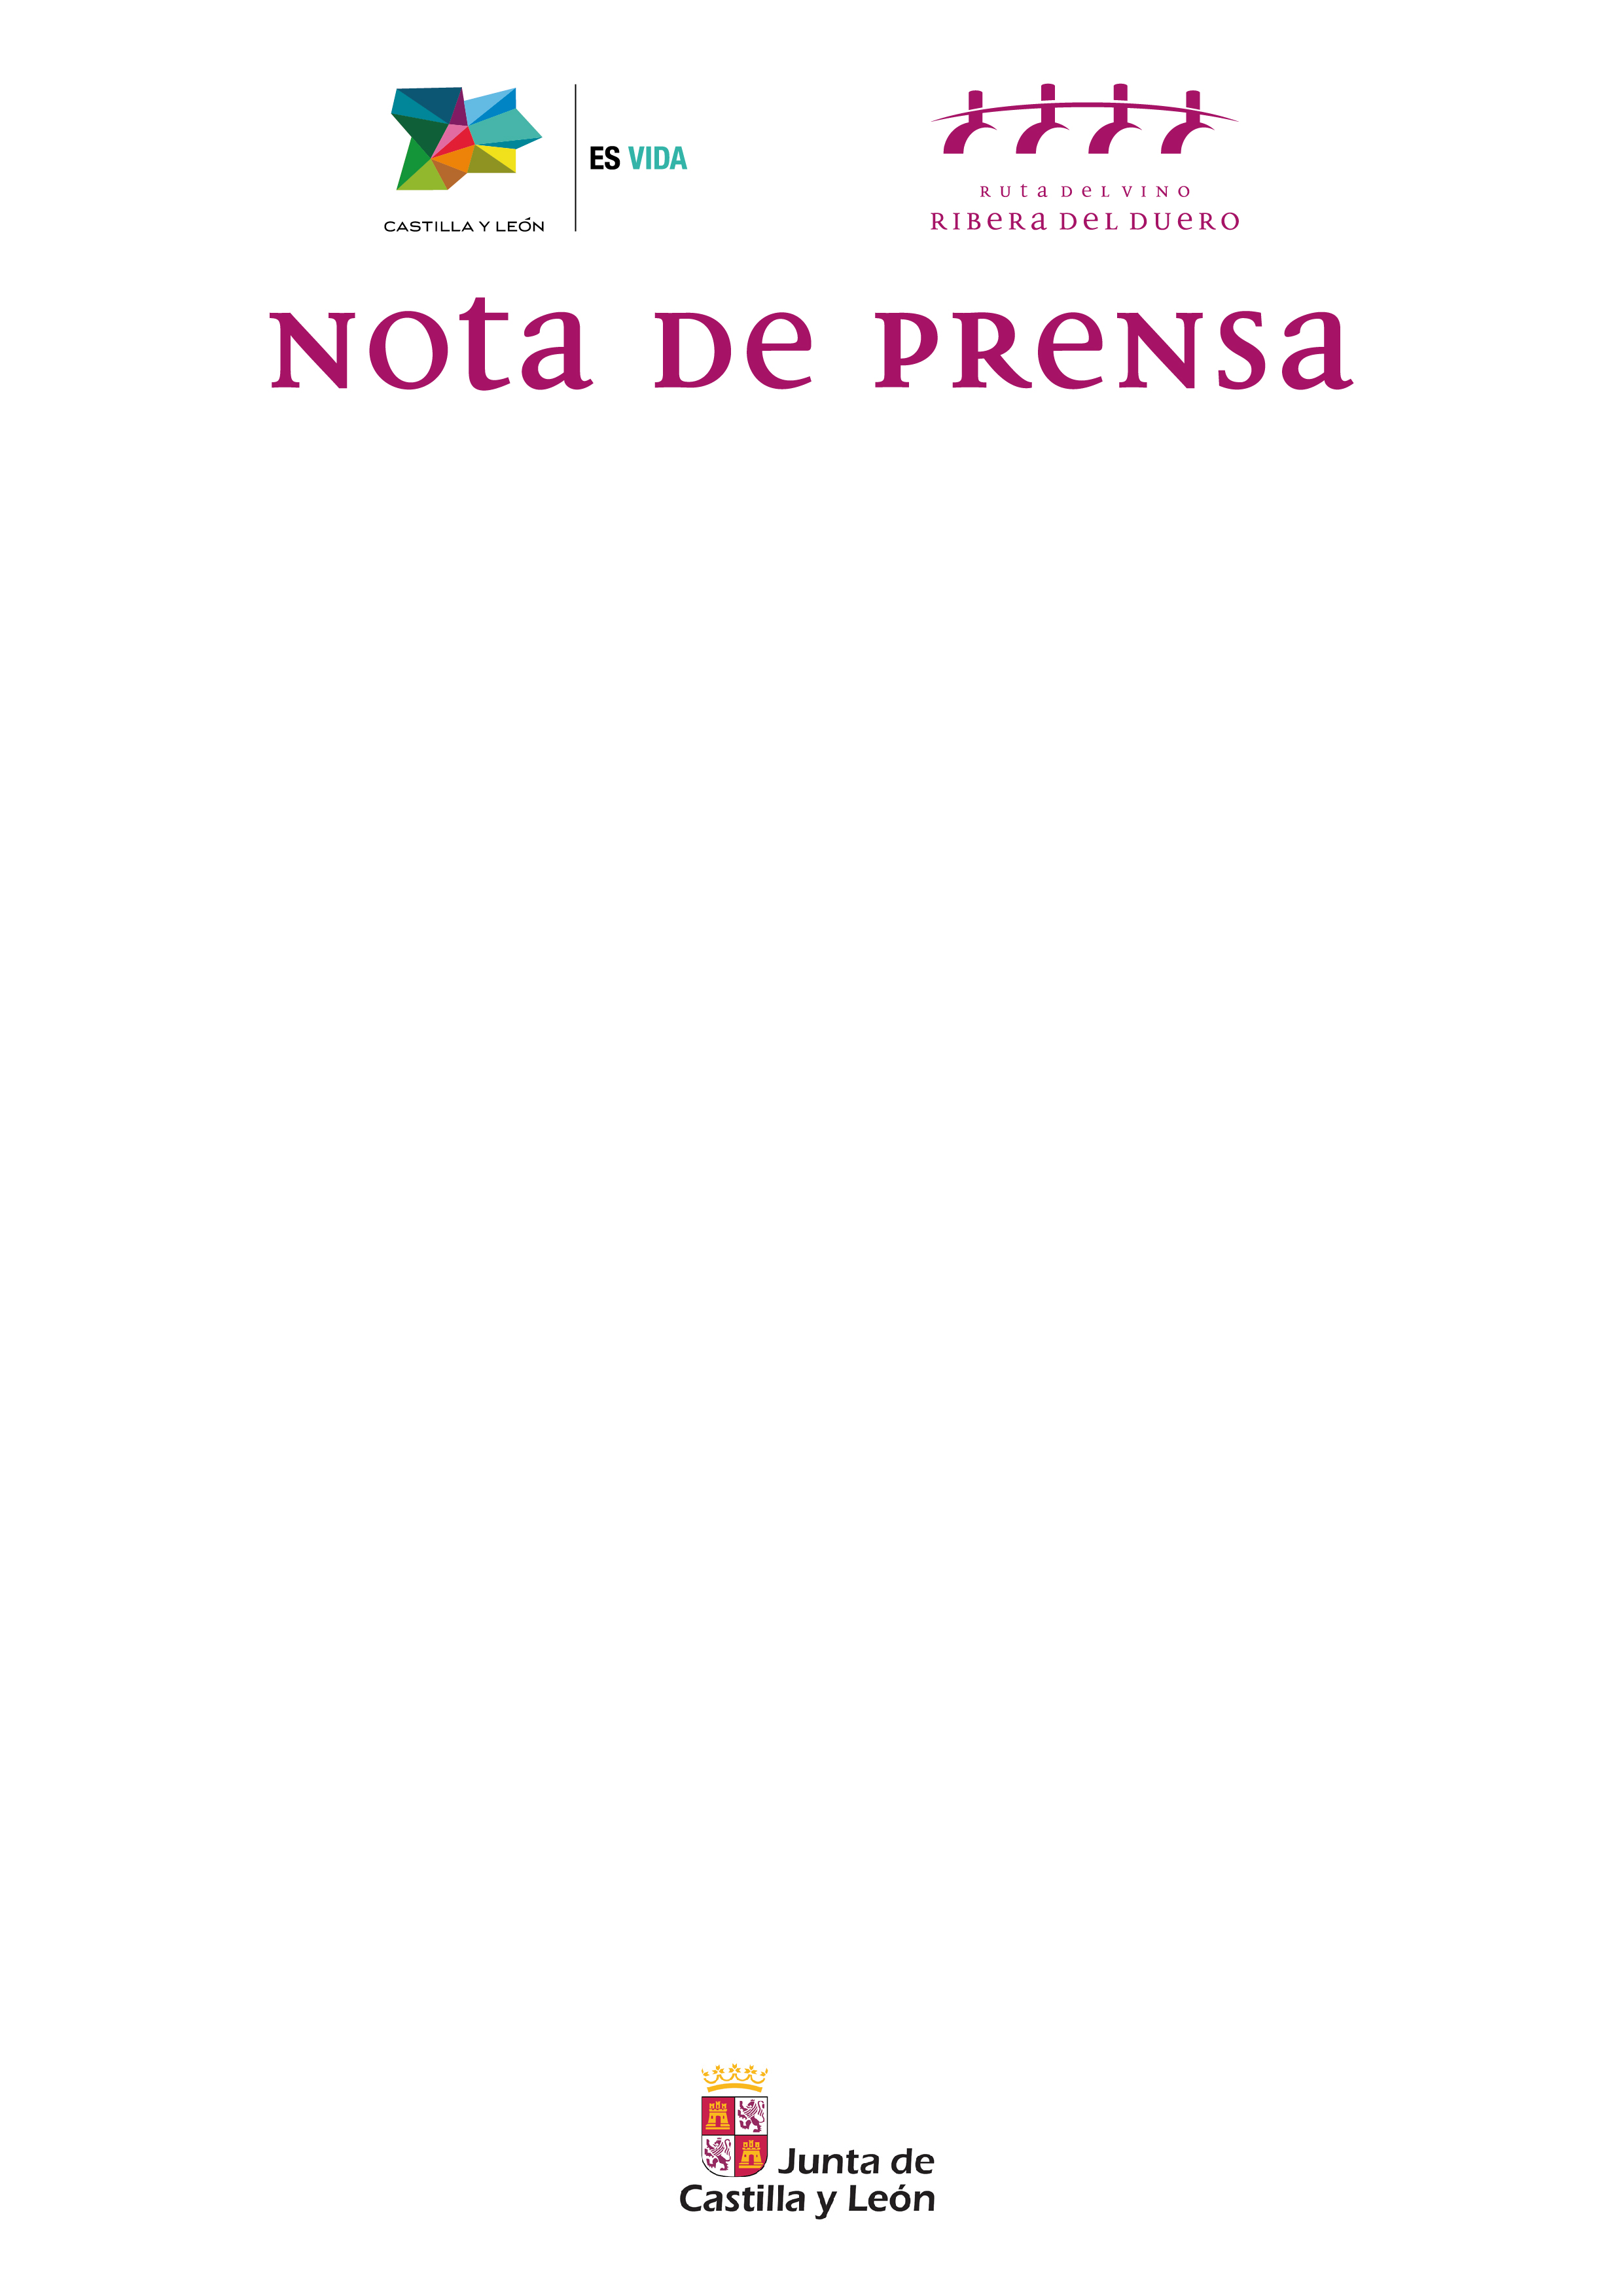 CASTILLA Y LEÓN
ES VIDA
RUTA DEL VINO
RIBERA DEL DUERO
NOTA DE PRENSA
Junta de
Castilla y León